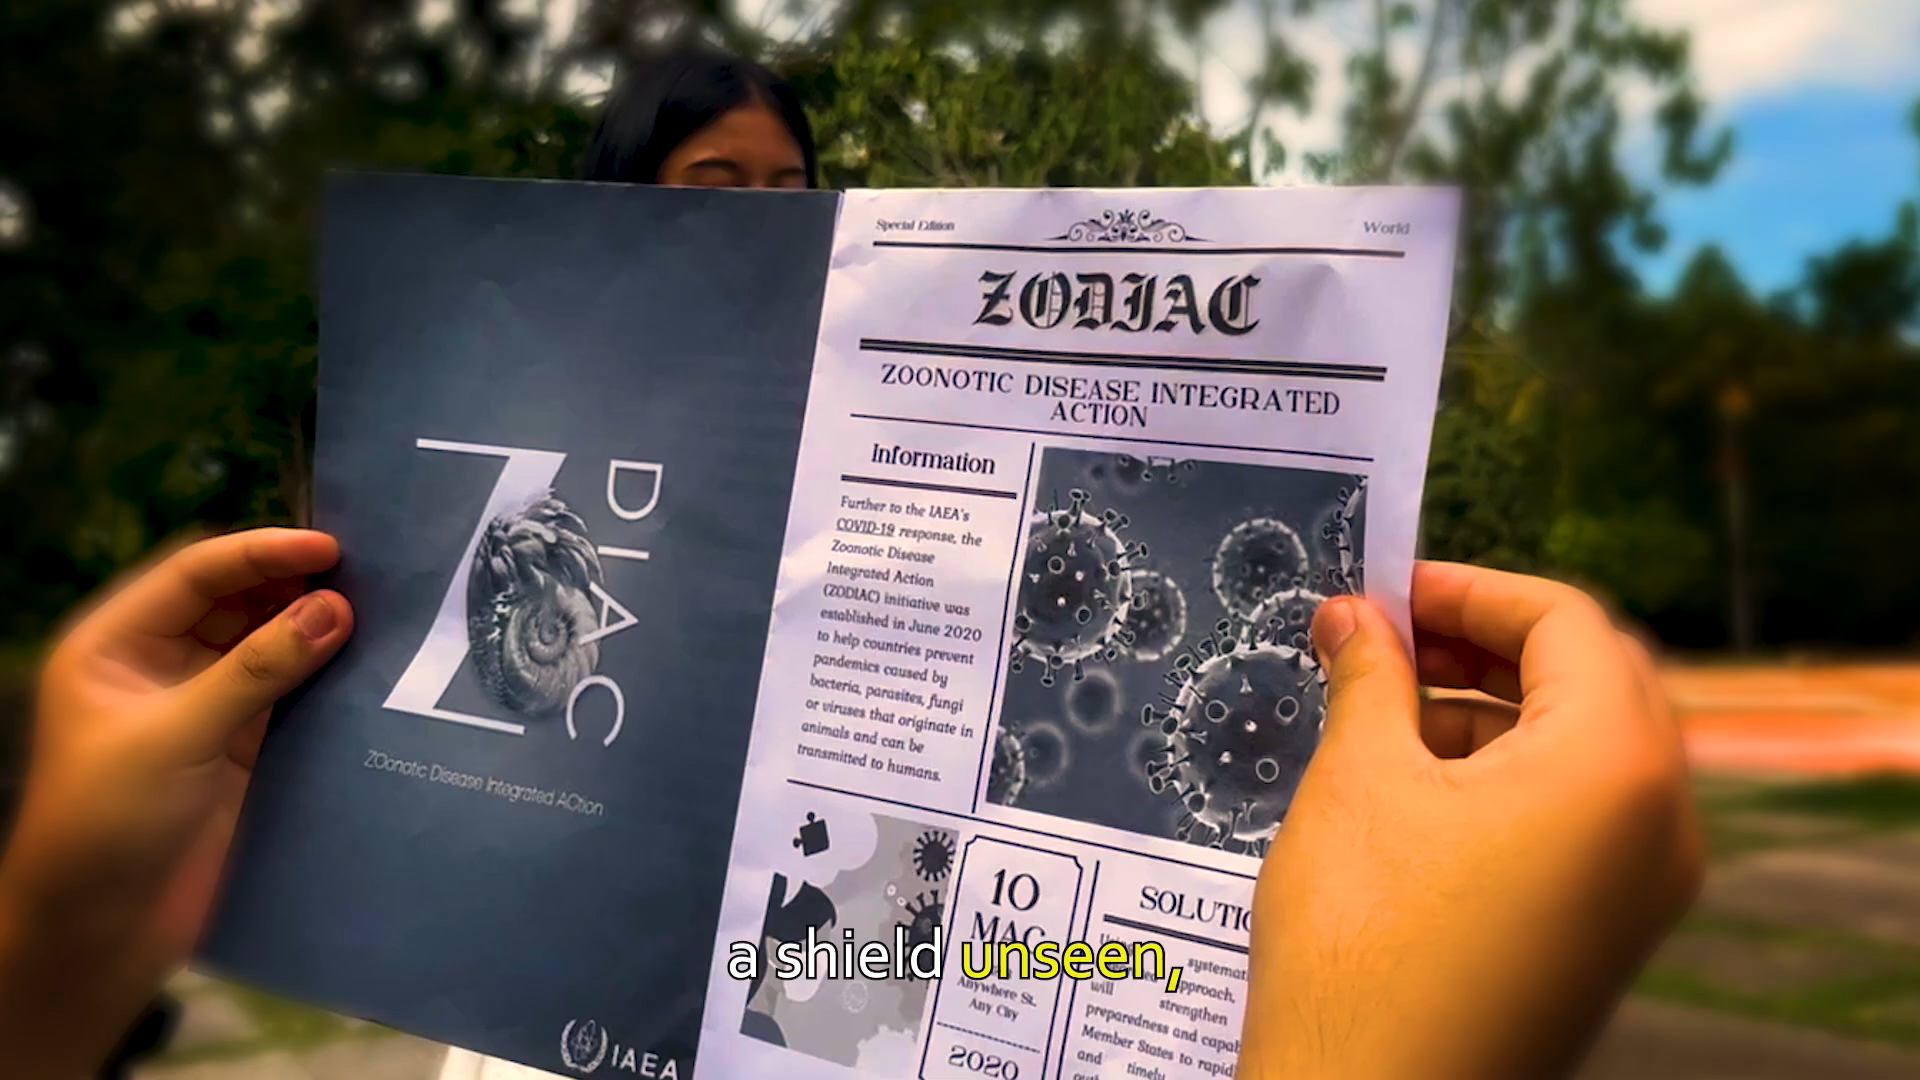 Z
DIAC
ZOonotic Disease Integrated ACtion
IAEA
Special Edition
World
ZODIAC
ZOONOTIC DISEASE INTEGRATED
ACTION
Information
Further to the IAEA's
COVID-19 response, the
Zoonotic Disease
Integrated Action
(ZODIAC) initiative was
established in June 2020
to help countries prevent
pandemics caused by
bacteria, parasites, fungi
or viruses that originate in
animals and can be
transmitted to humans.
10
MAC
Anywhere St.
Any City
2020
SOLUTIO
systemat
approach,
will strengthen
preparedness and capab
Member States to rapid
and timely
a shield unseen,